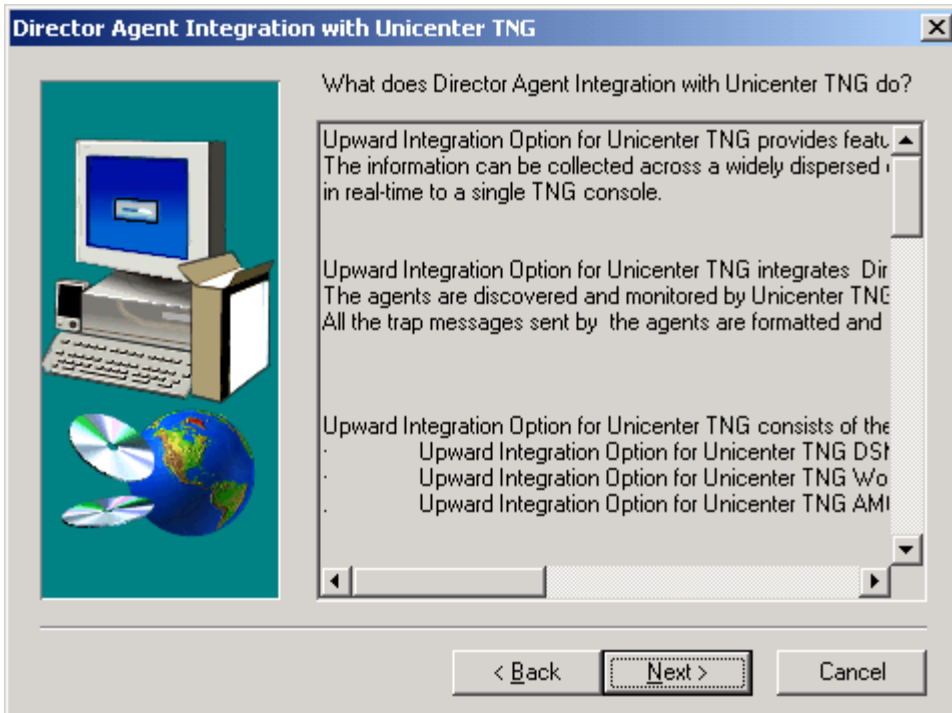 Director Agent Integration with Unicenter TNG
What does Director Agent Integration with Unicenter TNG do?
Upward Integration Option for Unicenter TNG provides
The information can be collected across a widely dispersed
in real-time to a single TNG console.
Upward Integration Option for Unicenter TNG integrates Dir
The agents are discovered and monitored by Unicenter TNG
All the trap messages sent by the agents are formatted and
Upward Integration Option for Unicenter TNG consists of the
Upward Integration Option for Unicenter TNG
Upward Integration Option for Unicenter TNG Wo
Upward Integration Option for Unicenter TNG
< Back
Next >
Cancel